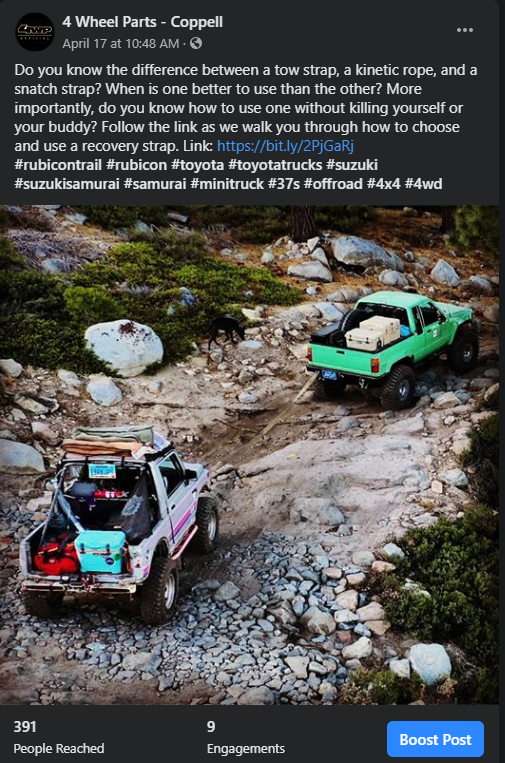 4WP
4 Wheel Parts - Coppell
April 17 at 10:48 AM ·
Do you know the difference between a tow strap, a kinetic rope, and a
snatch strap? When is one better to use than the other? More
importantly, do you know how to use one without killing yourself or
your buddy? Follow the link as we walk you through how to choose
and use a recovery strap. Link: https://bit.ly/2PjGaRj
#rubicontrail #rubicon #toyota #toyotatrucks #suzuki
#suzukisamurai #samurai #minitruck #37s #offroad #4x4 #4wd
391
People Reached
9
Engagements
Boost Post